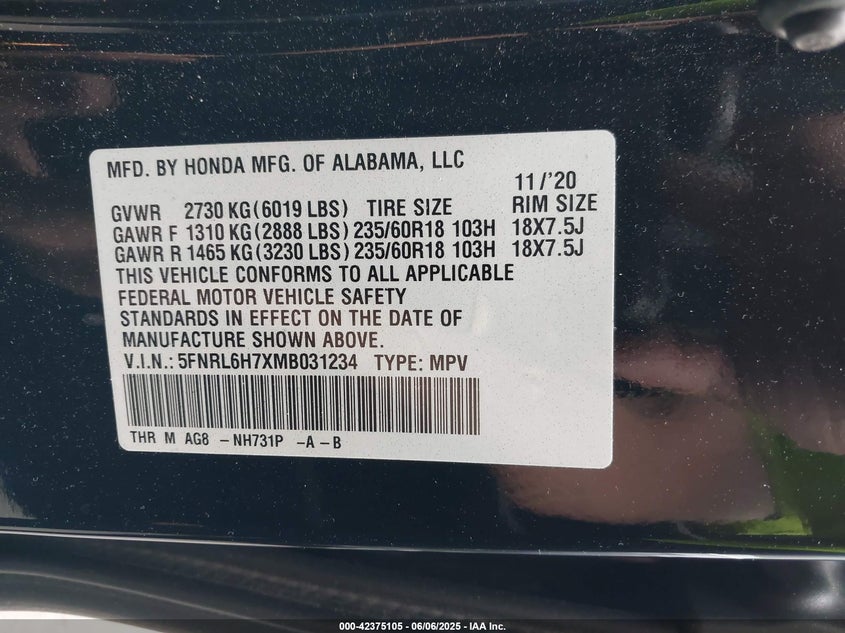 MFD. BY HONDA MFG. OF ALABAMA, LLC
11/'20
GVWR 2730 KG(6019 LBS) TIRE SIZE RIM SIZE
GAWR F 1310 KG(2888 LBS) 235/60R18 103H 18X7.5J
GAWR R 1465 KG(3230 LBS) 235/60R18 103H 18X7.5J
THIS VEHICLE CONFORMS TO ALL APPLICABLE
FEDERAL MOTOR VEHICLE SAFETY
STANDARDS IN EFFECT ON THE DATE OF
MANUFACTURE SHOWN ABOVE.
V.I.N.: 5FNRL6H7XMB031234 TYPE: MPV
THR M AG8 -NH731P -A-B
000-42375105 - 06/06/2025 - IAA Inc.